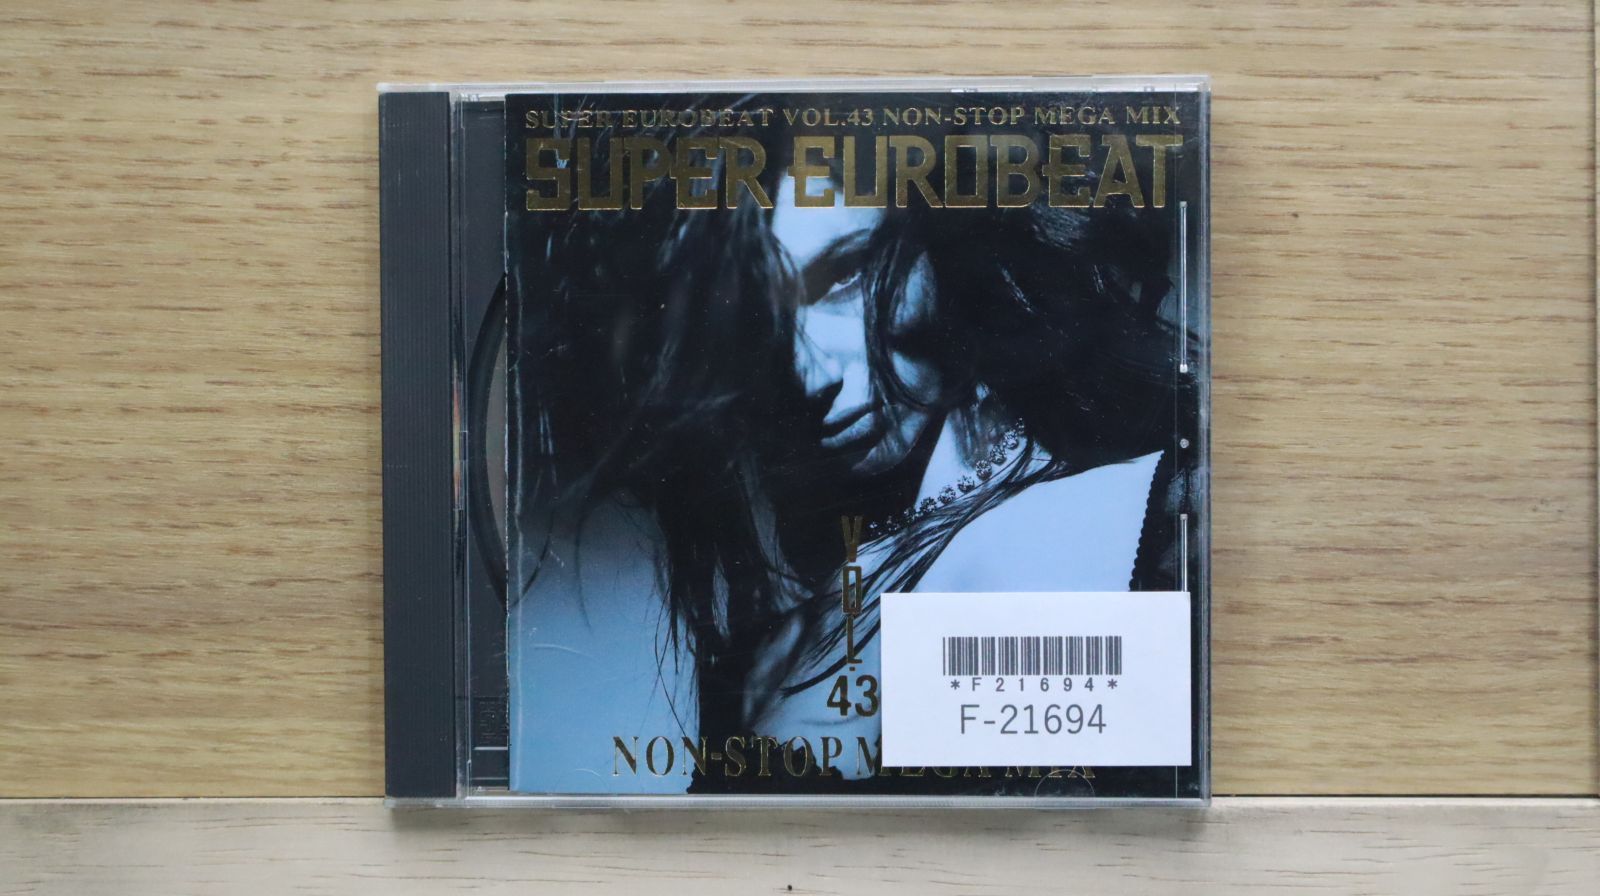 SUPER EUROBEAT VOL.43 NON-STOP MEGA MIX
SUPER EUROBEAT
VOL.
43
NON-STOP MEGA MIX
*F21694*
F-21694